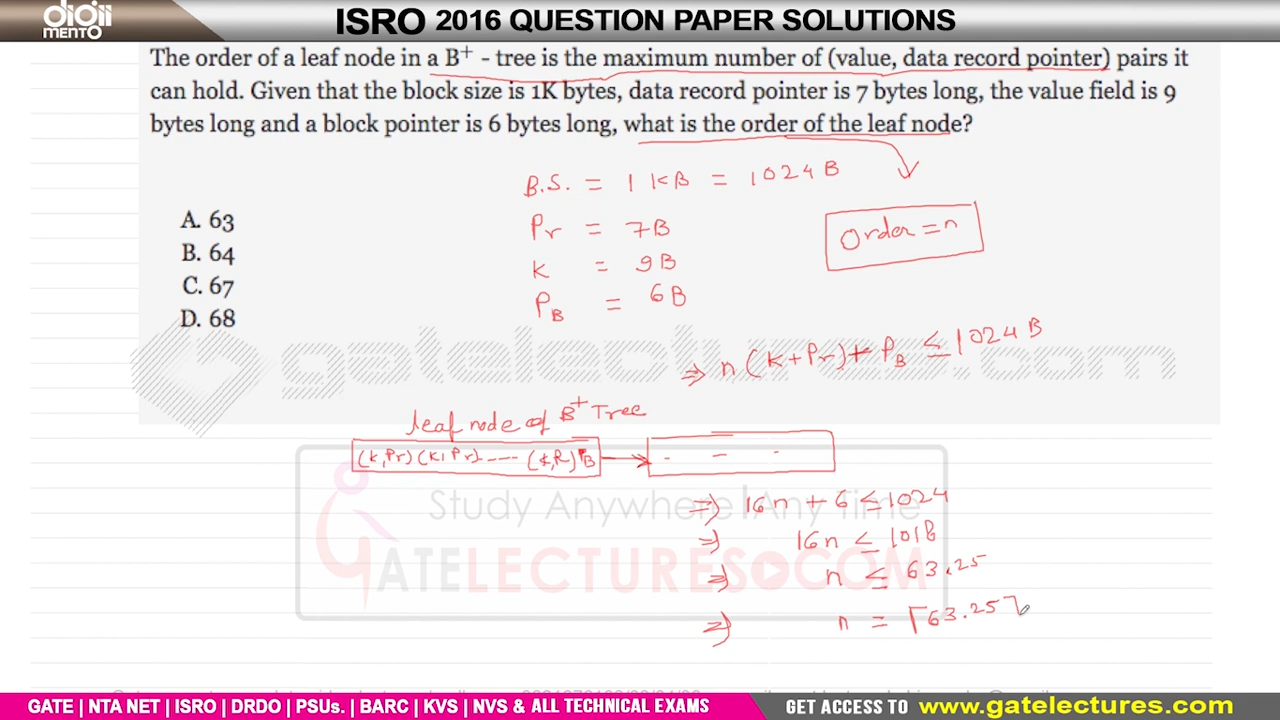 digii
mento
ISRO 2016 QUESTION PAPER SOLUTIONS
The order of a leaf node in a B+ - tree is the maximum number of (value, data record pointer) pairs it
can hold. Given that the block size is 1K bytes, data record pointer is 7 bytes long, the value field is 9
bytes long and a block pointer is 6 bytes long, what is the order of the leaf node?
B.S. = 1 KB = 1024 B
A. 63
Pr = 7B
Order = n
B. 64
K = 9B
C. 67
PB = 6B
D. 68
⇒ n (K+Pr) + PB ≤ 1024 B
gatelectures.com
leaf node of B+ Tree
(K,Pr) (K,Pr) ---- (K,Pr) PB → - - -
Study Anywhere Any Time
⇒ 16n + 6 ≤ 1024
⇒ 16n ≤ 1018
GATELECTURES.COM
⇒ n ≤ 63.25
⇒ n = ⌈63.25⌉
GATE | NTA NET | ISRO | DRDO | PSUs. | BARC | KVS | NVS & ALL TECHNICAL EXAMS
GET ACCESS TO www.gatelectures.com